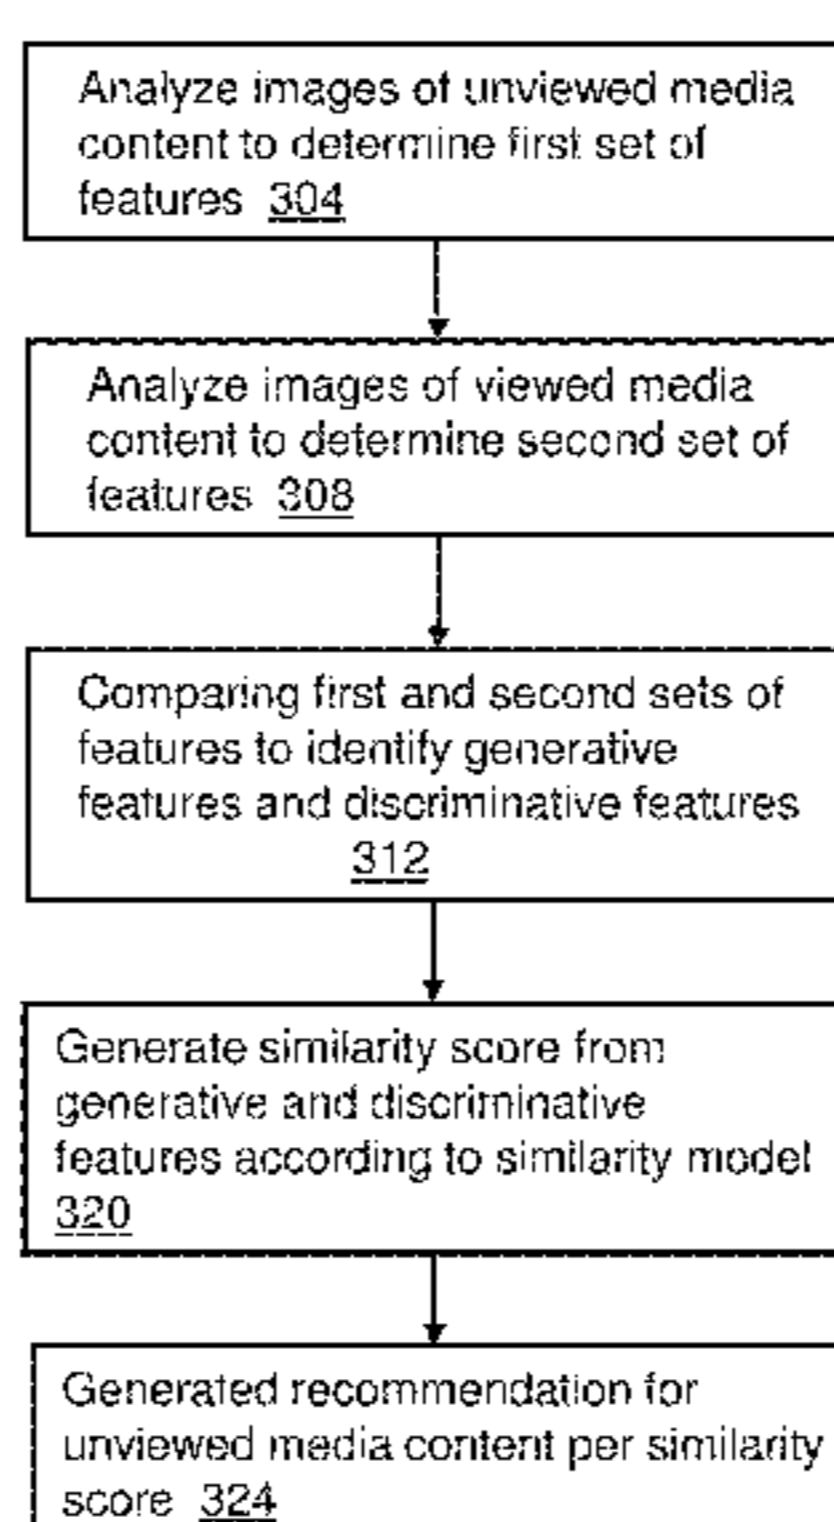 Analyze images of unviewed media
content to determine first set of
features 304
Analyze images of viewed media
content to determine second set of
features 308
Comparing first and second sets of
features to identify generative
features and discriminative features
312
Generate similarity score from
generative and discriminative
features according to similarity model
320
Generated recommendation for
unviewed media content per similarity
score 324